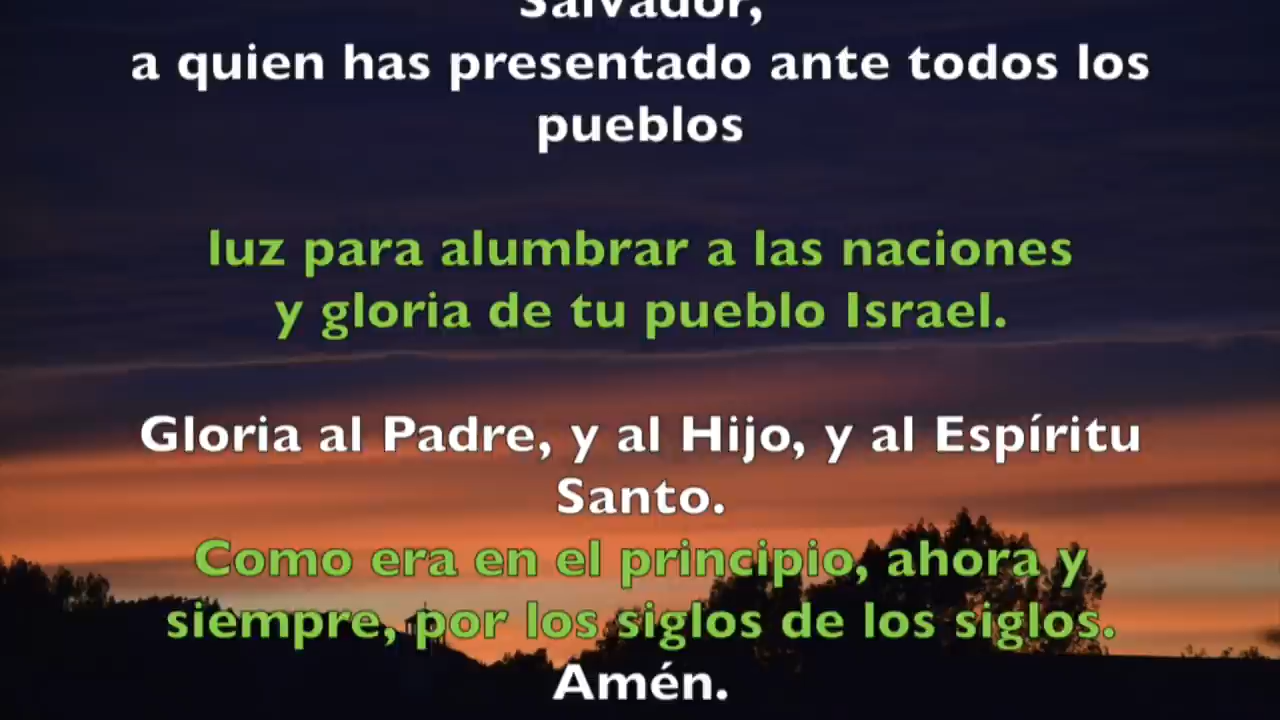 Salvador,
a quien has presentado ante todos los
pueblos
luz para alumbrar a las naciones
y gloria de tu pueblo Israel.
Gloria al Padre, y al Hijo, y al Espíritu
Santo.
Como era en el principio, ahora y
siempre, por los siglos de los siglos.
Amén.